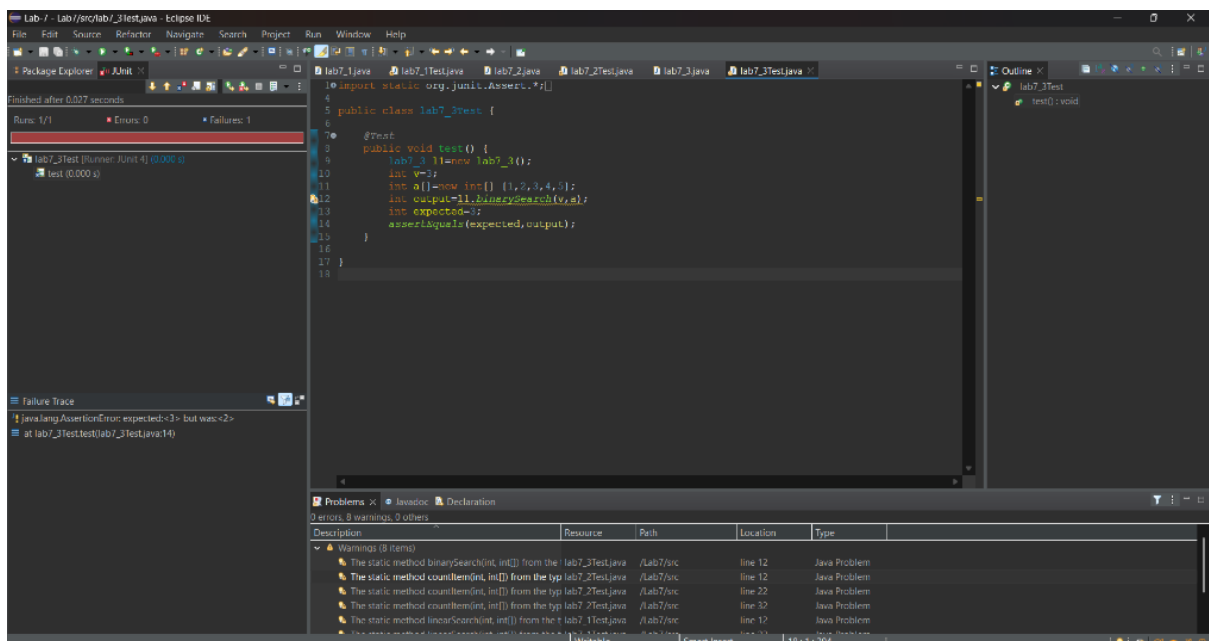 Lab-7 - Lab7/src/lab7_3Test.java - Eclipse IDE
File Edit Source Refactor Navigate Search Project Run Window Help
Package Explorer JUnit
Finished after 0.027 seconds
Runs: 1/1 Errors: 0 Failures: 1
lab7_3Test [Runner: JUnit 4] (0.000 s)
test (0.000 s)
Failure Trace
java.lang.AssertionError: expected:<3> but was:<2>
at lab7_3Test.test(lab7_3Test.java:14)
lab7_1.java lab7_1Test.java lab7_2.java lab7_2Test.java lab7_3.java lab7_3Test.java
1 import static org.junit.Assert.*;
4
5 public class lab7_3Test {
6
7 @Test
8 public void test() {
9 lab7_3 l1=new lab7_3();
10 int v=3;
11 int a[]=new int[] {1,2,3,4,5};
12 int output=l1.binarySearch(v,a);
13 int expected=3;
14 assertEquals(expected,output);
15 }
16
17 }
18
Outline
lab7_3Test
test() : void
Problems Javadoc Declaration
0 errors, 8 warnings, 0 others
Description Resource Path Location Type
Warnings (8 items)
The static method binarySearch(int, int[]) from the lab7_3Test.java /Lab7/src line 12 Java Problem
The static method countItem(int, int[]) from the typ lab7_2Test.java /Lab7/src line 12 Java Problem
The static method countItem(int, int[]) from the typ lab7_2Test.java /Lab7/src line 22 Java Problem
The static method countItem(int, int[]) from the typ lab7_2Test.java /Lab7/src line 32 Java Problem
The static method linearSearch(int, int[]) from the t lab7_1Test.java /Lab7/src line 12 Java Problem
Writable Smart Insert